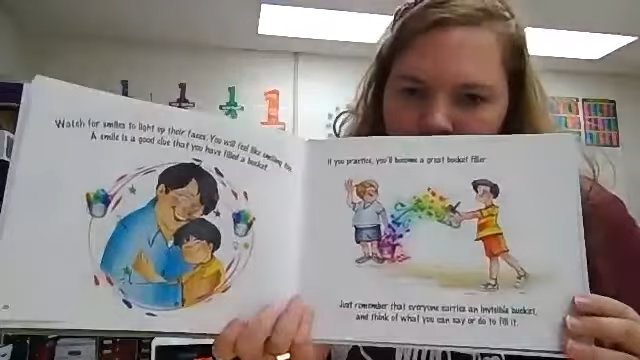 Watch for smiles to light up their faces. You will feel like smiling, too.
A smile is a good clue that you have filled a bucket.
If you practice, you'll become a great bucket filler.
Just remember that everyone carries an invisible bucket,
and think of what you can say or do to fill it.